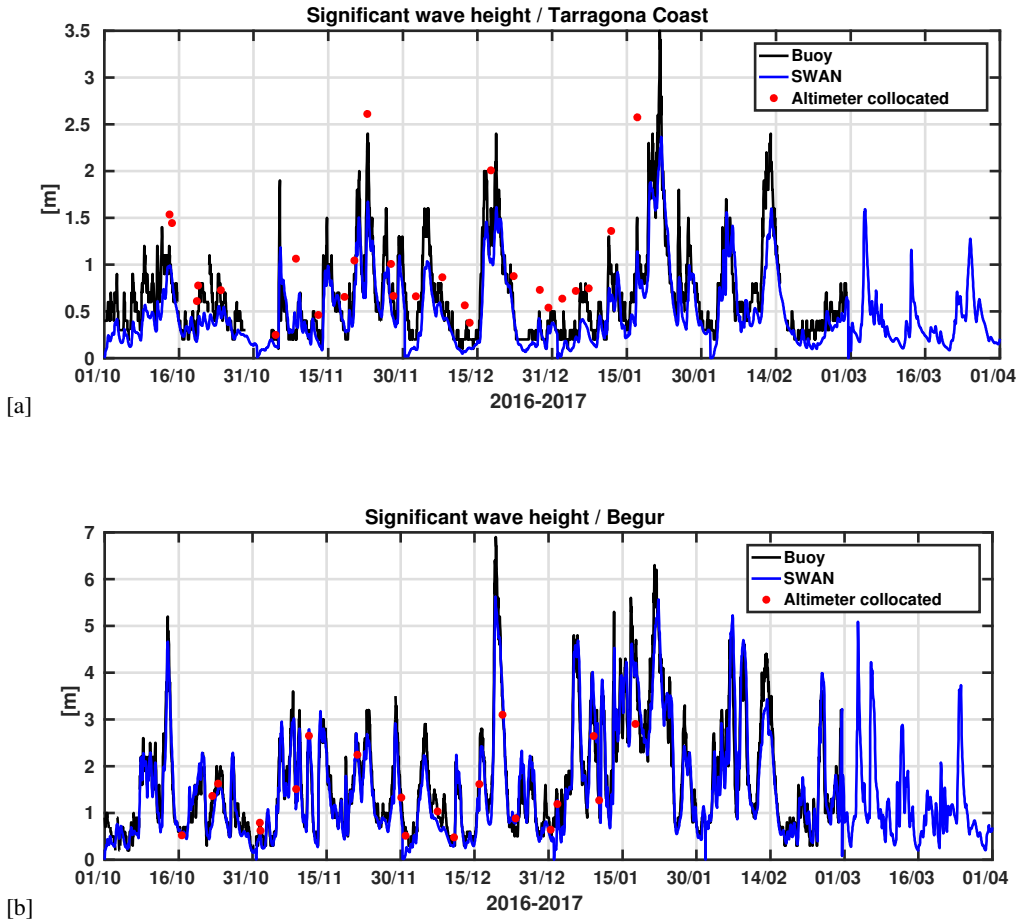 Significant wave height / Tarragona Coast
3.5
3
2.5
2
1.5
1
0.5
0
[m]
Buoy
SWAN
Altimeter collocated
01/10 16/10 31/10 15/11 30/11 15/12 31/12 15/01 30/01 14/02 01/03 16/03 01/04
2016-2017
[a]
Significant wave height / Begur
7
6
5
4
3
2
1
0
[m]
Buoy
SWAN
Altimeter collocated
01/10 16/10 31/10 15/11 30/11 15/12 31/12 15/01 30/01 14/02 01/03 16/03 01/04
2016-2017
[b]